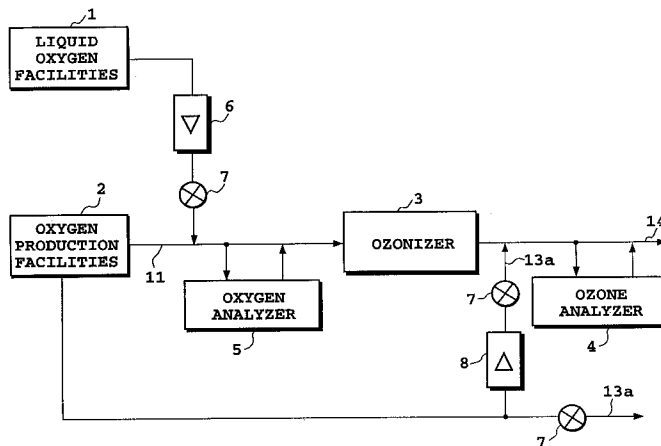 1
LIQUID
OXYGEN
FACILITIES
6
7
2
OXYGEN
PRODUCTION
FACILITIES
11
3
OZONIZER
14
13a
OXYGEN
ANALYZER
5
7
OZONE
ANALYZER
4
8
13a
7